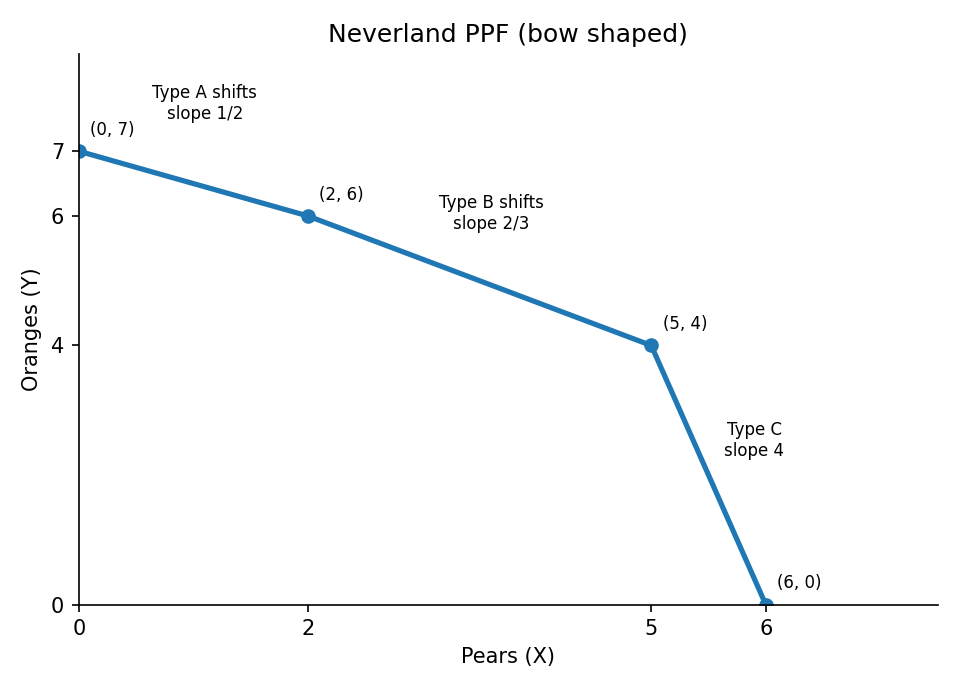 Neverland PPF (bow shaped)
Type A shifts
slope 1/2
(0, 7)
(2, 6)
Type B shifts
slope 2/3
(5, 4)
Type C
slope 4
(6, 0)
7
6
4
0
Oranges (Y)
0
2
5
6
Pears (X)